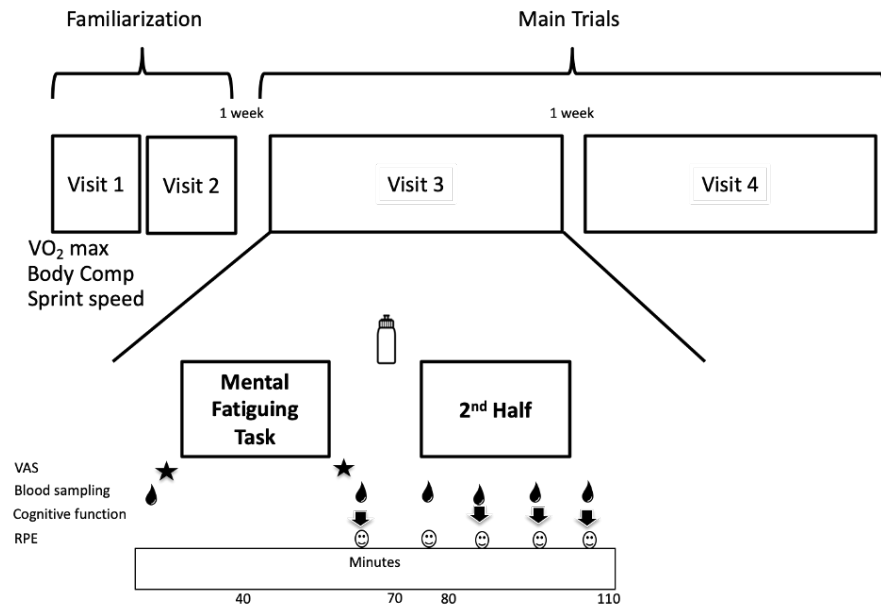 Familiarization
Main Trials
1 week
1 week
Visit 1
Visit 2
Visit 3
Visit 4
VO₂ max
Body Comp
Sprint speed
Mental
Fatiguing
Task
2nd Half
VAS
Blood sampling
Cognitive function
RPE
Minutes
40
70
80
110